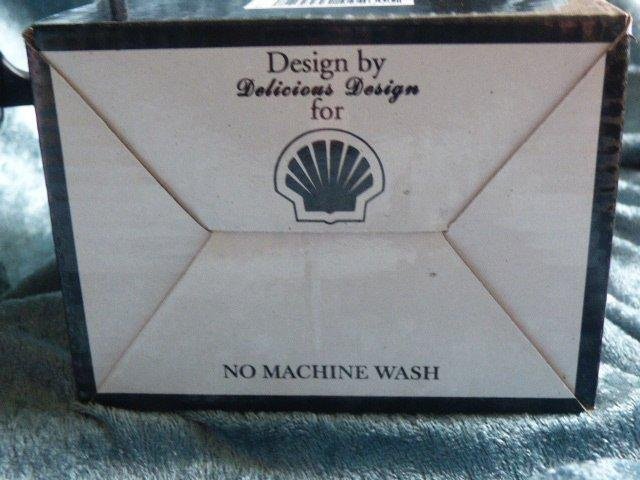 Design by
Delicious Design
for
NO MACHINE WASH